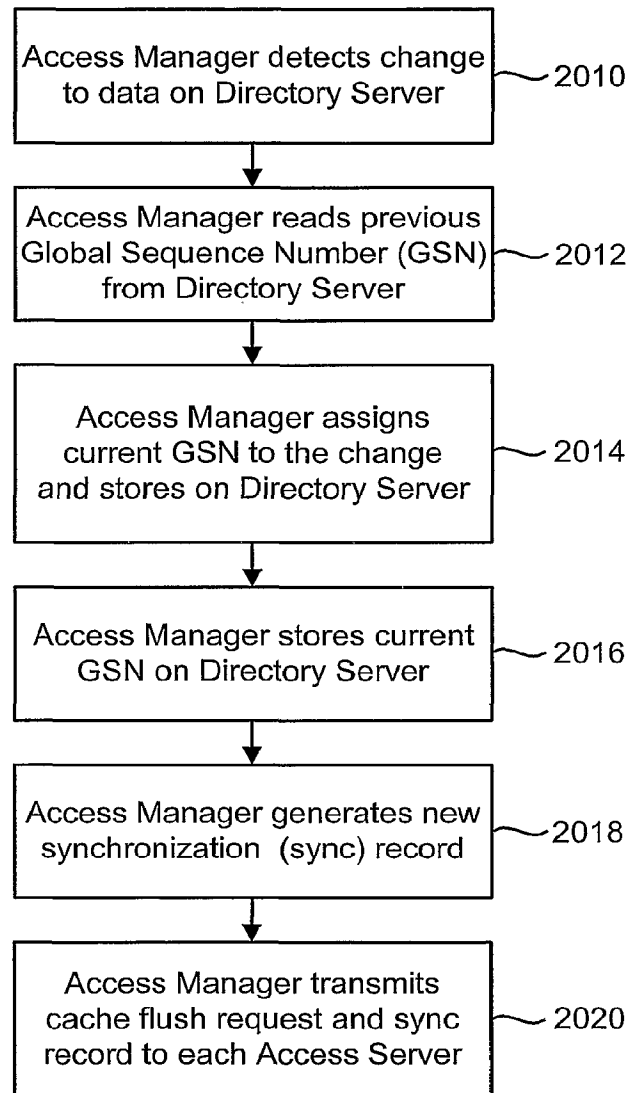 Access Manager detects change
to data on Directory Server
2010
Access Manager reads previous
Global Sequence Number (GSN)
from Directory Server
2012
Access Manager assigns
current GSN to the change
and stores on Directory Server
2014
Access Manager stores current
GSN on Directory Server
2016
Access Manager generates new
synchronization (sync) record
2018
Access Manager transmits
cache flush request and sync
record to each Access Server
2020